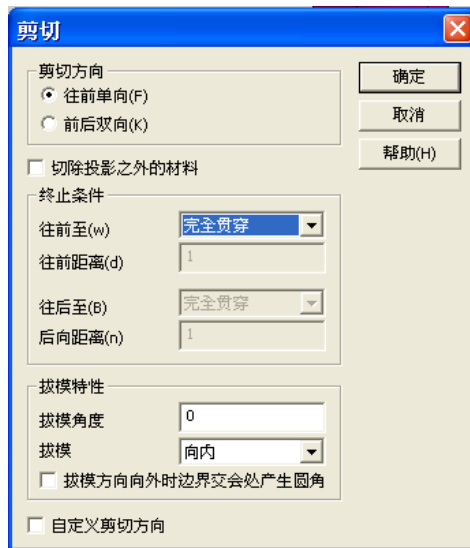 剪切
剪切方向
往前单向(F)
前后双向(K)
确定
取消
帮助(H)
切除投影之外的材料
终止条件
往前至(w) 完全贯穿
往前距离(d) 1
往后至(B) 完全贯穿
后向距离(n) 1
拔模特性
拔模角度 0
拔模 向内
拔模方向向外时边界交会处产生圆角
自定义剪切方向